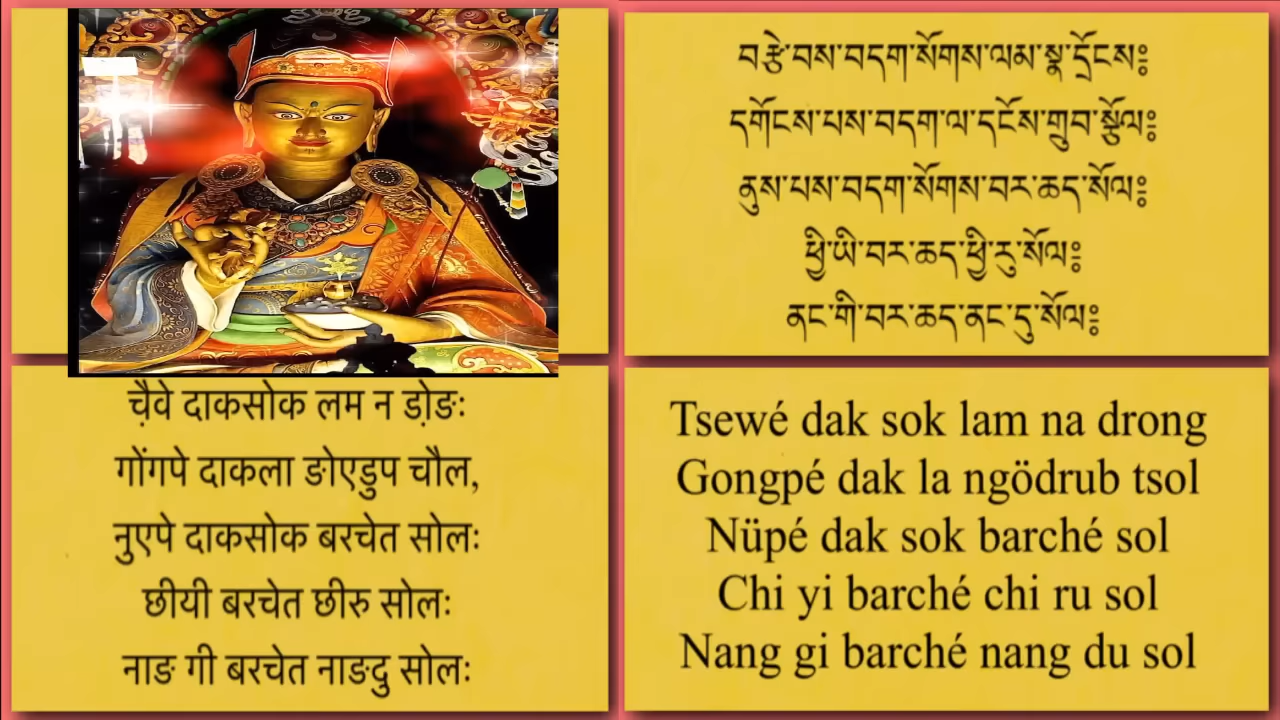 བརྩེ་བས་བདག་སོགས་ལམ་སྣ་དྲོངས༔
དགོངས་པས་བདག་ལ་དངོས་གྲུབ་སྩོལ༔
ནུས་པས་བདག་སོགས་བར་ཆད་སོལ༔
ཕྱི་ཡི་བར་ཆད་ཕྱི་རུ་སོལ༔
ནང་གི་བར་ཆད་ནང་དུ་སོལ༔
च़ैवे दाकसोक लम न डो़ङः
गोंगपे दाकला ङोएडुप चौल,
नुएपे दाकसोक बरचेत सोलः
छीयी बरचेत छीरु सोलः
नाङ गी बरचेत नाङदु सोलः
Tsewé dak sok lam na drong
Gongpé dak la ngödrub tsol
Nüpé dak sok barché sol
Chi yi barché chi ru sol
Nang gi barché nang du sol